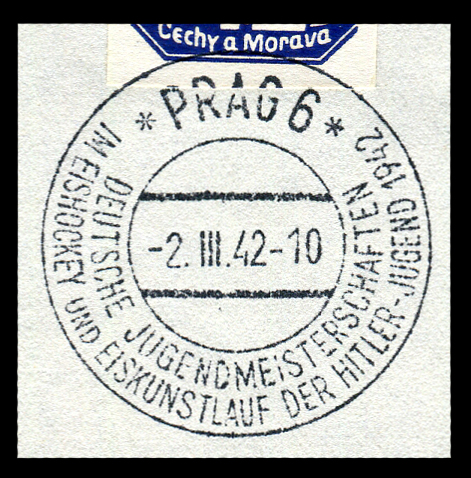 Čechy a Morava
* PRAG 6 *
DEUTSCHE JUGENDMEISTERSCHAFTEN
IM EISHOCKEY UND EISKUNSTLAUF DER HITLER-JUGEND 1942
-2. III. 42-10